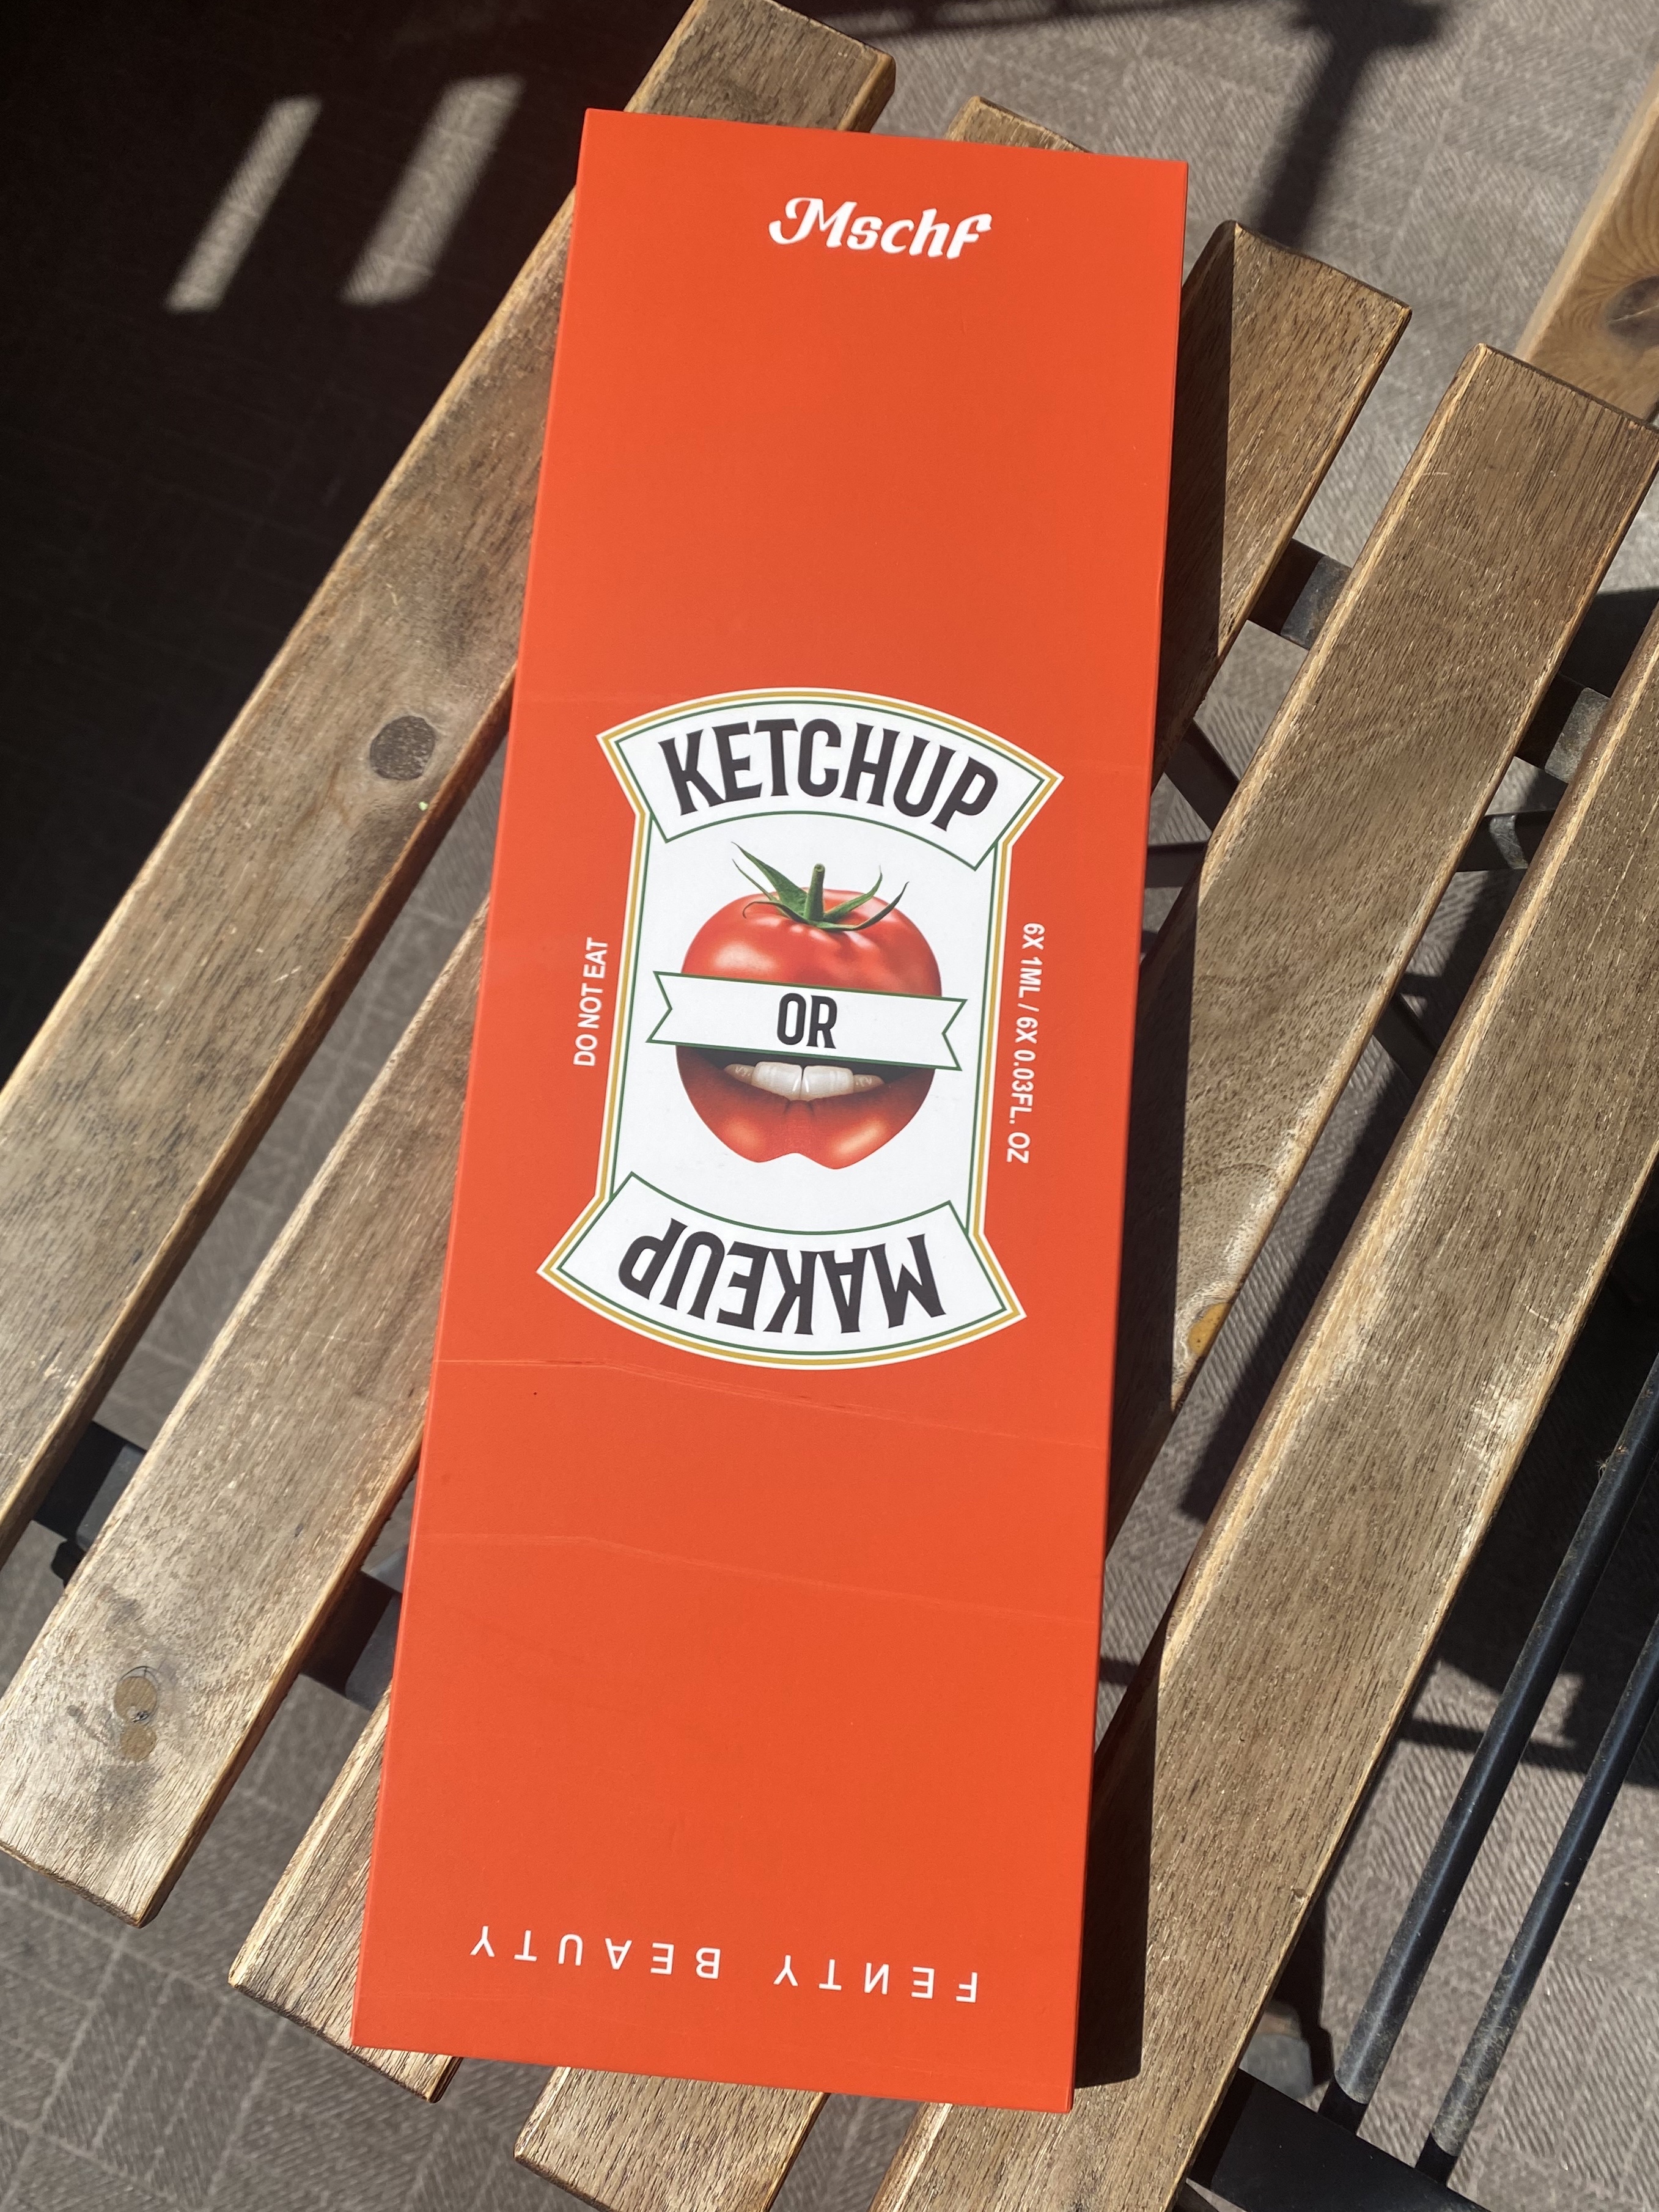 Mschf
KETCHUP
OR
MAKEUP
DO NOT EAT
6X 1ML / 6X 0.03FL. OZ
FENTY BEAUTY